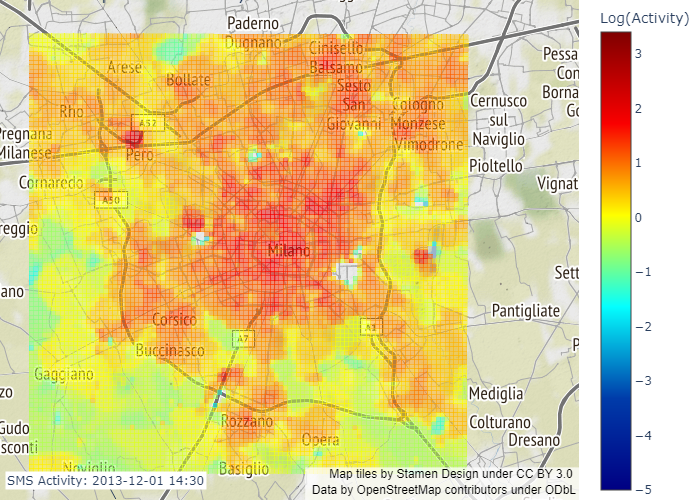 Paderno
Dugnano
Log(Activity)
Cinisello
Balsamo
Arese
Bollate
Sesto
San
Giovanni
Pessa
Con
Borna
Go
Rho
A52
Cologno
Monzese
Cernusco
sul
Naviglio
Pregnana
Milanese
Pero
Vimodrone
Pioltello
Cornaredo
Vignat
A50
reggio
Milano
Sett
ano
Pantigliate
Corsico
A7
A1
Buccinasco
P
Gaggiano
zo
Mediglia
Gudo
sconti
Rozzano
Colturano
Dresano
Opera
Noviglio
Basiglio
SMS Activity: 2013-12-01 14:30
Map tiles by Stamen Design under CC BY 3.0
Data by OpenStreetMap contributors under ODbL
3
2
1
0
−1
−2
−3
−4
−5